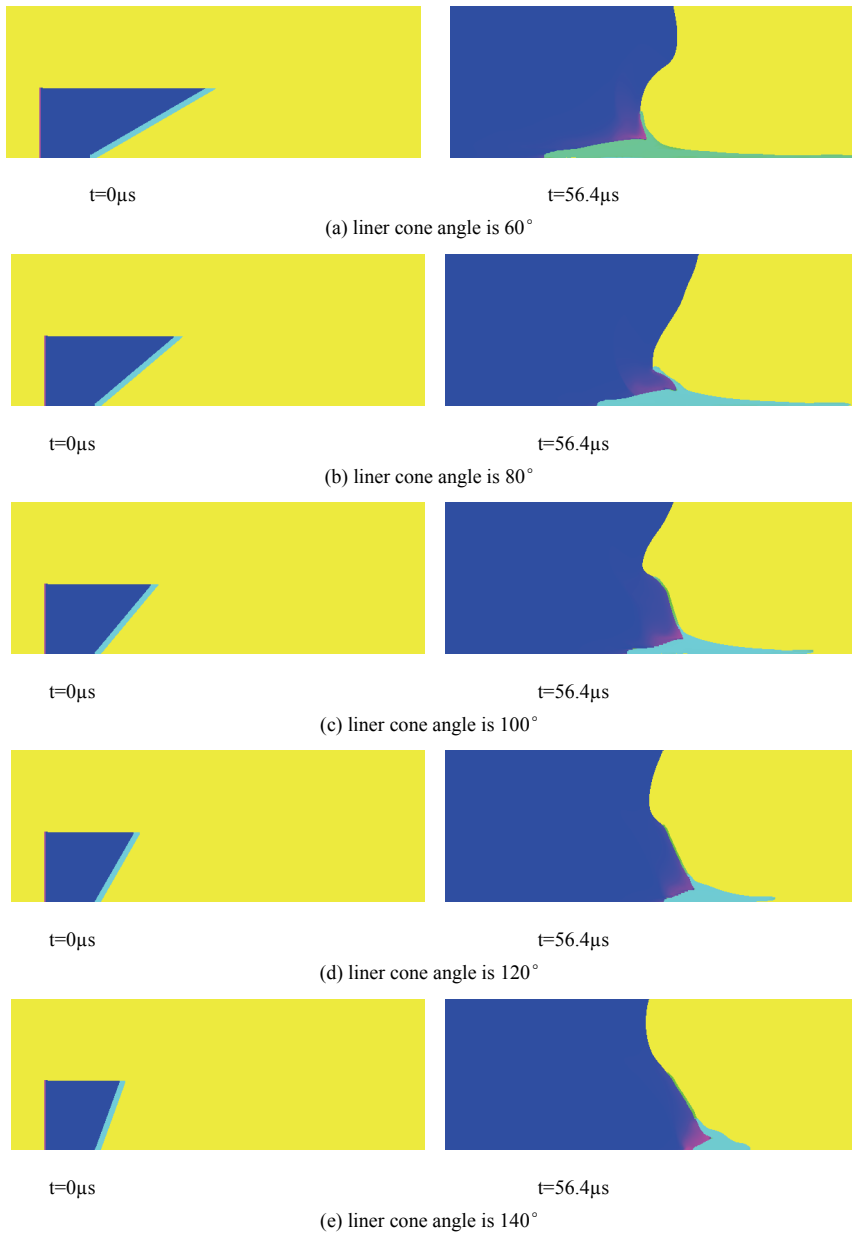 t=0μs t=56.4μs
(a) liner cone angle is 60°
t=0μs t=56.4μs
(b) liner cone angle is 80°
t=0μs t=56.4μs
(c) liner cone angle is 100°
t=0μs t=56.4μs
(d) liner cone angle is 120°
t=0μs t=56.4μs
(e) liner cone angle is 140°